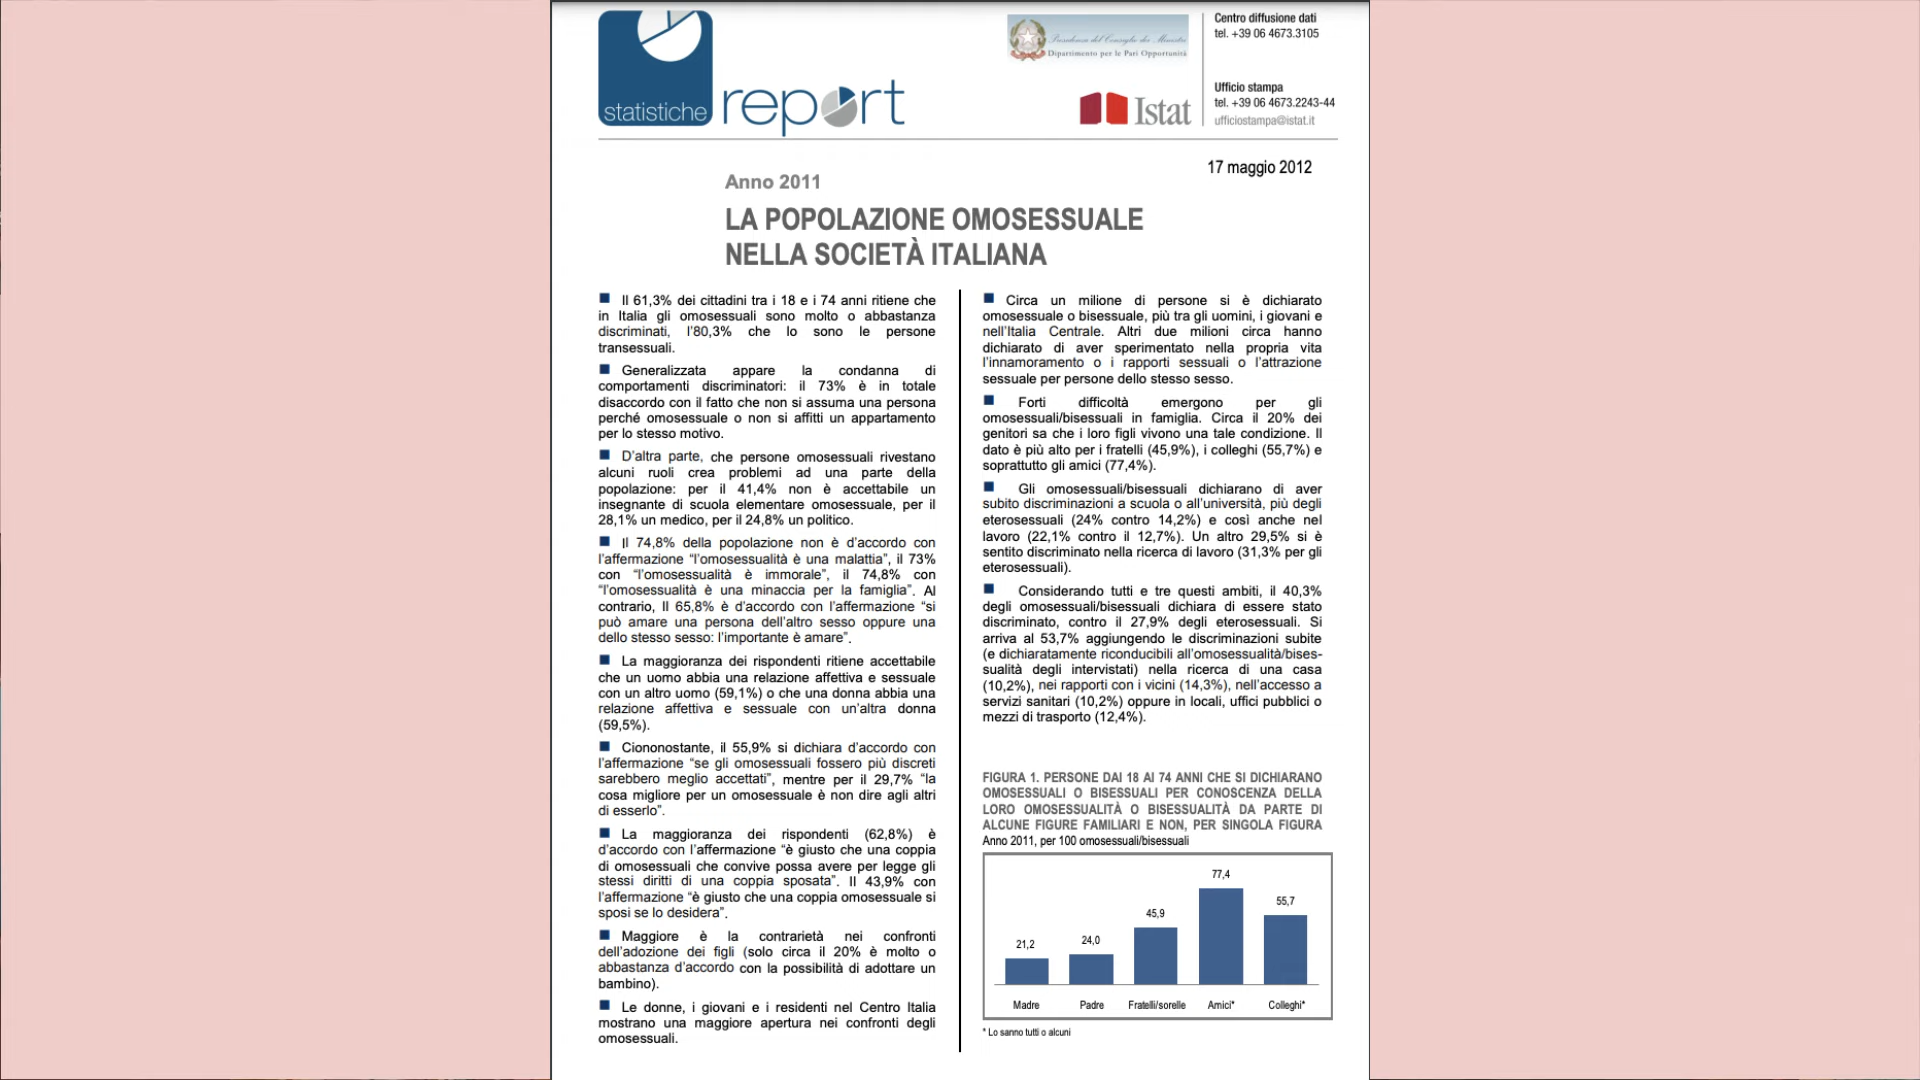 statistiche report
Presidenza del Consiglio dei Ministri
Dipartimento per le Pari Opportunità
Istat
Centro diffusione dati
tel. +39 06 4673.3105
Ufficio stampa
tel. +39 06 4673.2243-44
ufficiostampa@istat.it
17 maggio 2012
Anno 2011
LA POPOLAZIONE OMOSESSUALE
NELLA SOCIETÀ ITALIANA
Il 61,3% dei cittadini tra i 18 e i 74 anni ritiene che
in Italia gli omosessuali sono molto o abbastanza
discriminati, l’80,3% che lo sono le persone
transessuali.
Generalizzata appare la condanna di
comportamenti discriminatori: il 73% è in totale
disaccordo con il fatto che non si assuma una persona
perché omosessuale o non si affitti un appartamento
per lo stesso motivo.
D’altra parte, che persone omosessuali rivestano
alcuni ruoli crea problemi ad una parte della
popolazione: per il 41,4% non è accettabile un
insegnante di scuola elementare omosessuale, per il
28,1% un medico, per il 24,8% un politico.
Il 74,8% della popolazione non è d’accordo con
l’affermazione “l’omosessualità è una malattia”, il 73%
con “l’omosessualità è immorale”, il 74,8% con
“l’omosessualità è una minaccia per la famiglia”. Al
contrario, Il 65,8% è d’accordo con l’affermazione “si
può amare una persona dell’altro sesso oppure una
dello stesso sesso: l’importante è amare”.
La maggioranza dei rispondenti ritiene accettabile
che un uomo abbia una relazione affettiva e sessuale
con un altro uomo (59,1%) o che una donna abbia una
relazione affettiva e sessuale con un’altra donna
(59,5%).
Ciononostante, il 55,9% si dichiara d’accordo con
l’affermazione “se gli omosessuali fossero più discreti
sarebbero meglio accettati”, mentre per il 29,7% “la
cosa migliore per un omosessuale è non dire agli altri
di esserlo”.
La maggioranza dei rispondenti (62,8%) è
d’accordo con l’affermazione “è giusto che una coppia
di omosessuali che convive possa avere per legge gli
stessi diritti di una coppia sposata”. Il 43,9% con
l’affermazione “è giusto che una coppia omosessuale si
sposi se lo desidera”.
Maggiore è la contrarietà nei confronti
dell’adozione dei figli (solo circa il 20% è molto o
abbastanza d’accordo con la possibilità di adottare un
bambino).
Le donne, i giovani e i residenti nel Centro Italia
mostrano una maggiore apertura nei confronti degli
omosessuali.
Circa un milione di persone si è dichiarato
omosessuale o bisessuale, più tra gli uomini, i giovani e
nell’Italia Centrale. Altri due milioni circa hanno
dichiarato di aver sperimentato nella propria vita
l’innamoramento o i rapporti sessuali o l’attrazione
sessuale per persone dello stesso sesso.
Forti difficoltà emergono per gli
omosessuali/bisessuali in famiglia. Circa il 20% dei
genitori sa che i loro figli vivono una tale condizione. Il
dato è più alto per i fratelli (45,9%), i colleghi (55,7%) e
soprattutto gli amici (77,4%).
Gli omosessuali/bisessuali dichiarano di aver
subito discriminazioni a scuola o all’università, più degli
eterosessuali (24% contro 14,2%) e così anche nel
lavoro (22,1% contro il 12,7%). Un altro 29,5% si è
sentito discriminato nella ricerca di lavoro (31,3% per gli
eterosessuali).
Considerando tutti e tre questi ambiti, il 40,3%
degli omosessuali/bisessuali dichiara di essere stato
discriminato, contro il 27,9% degli eterosessuali. Si
arriva al 53,7% aggiungendo le discriminazioni subite
(e dichiaratamente riconducibili all’omosessualità/bises-
sualità degli intervistati) nella ricerca di una casa
(10,2%), nei rapporti con i vicini (14,3%), nell’accesso a
servizi sanitari (10,2%) oppure in locali, uffici pubblici o
mezzi di trasporto (12,4%).
FIGURA 1. PERSONE DAI 18 AI 74 ANNI CHE SI DICHIARANO
OMOSESSUALI O BISESSUALI PER CONOSCENZA DELLA
LORO OMOSESSUALITÀ O BISESSUALITÀ DA PARTE DI
ALCUNE FIGURE FAMILIARI E NON, PER SINGOLA FIGURA
Anno 2011, per 100 omosessuali/bisessuali
21,2 24,0 45,9 77,4 55,7
Madre Padre Fratelli/sorelle Amici* Colleghi*
* Lo sanno tutti o alcuni